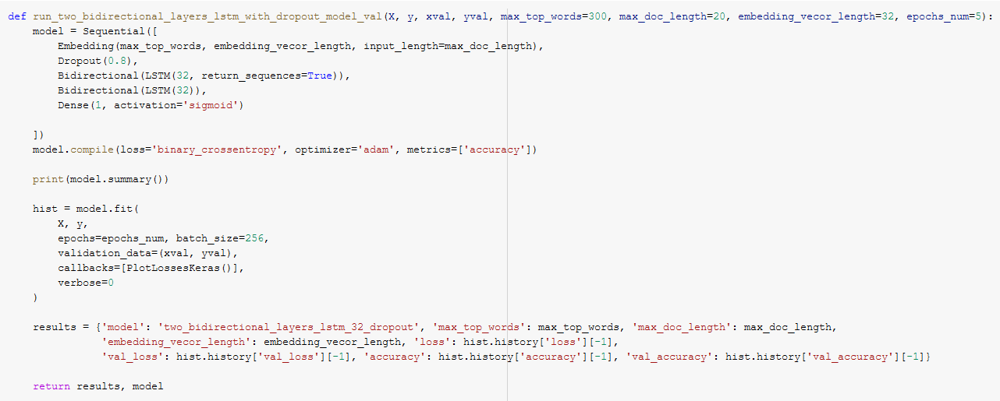 def run_two_bidirectional_layers_lstm_with_dropout_model_val(X, y, xval, yval, max_top_words=300, max_doc_length=20, embedding_vecor_length=32, epochs_num=5):
    model = Sequential([
        Embedding(max_top_words, embedding_vecor_length, input_length=max_doc_length),
        Dropout(0.8),
        Bidirectional(LSTM(32, return_sequences=True)),
        Bidirectional(LSTM(32)),
        Dense(1, activation='sigmoid')
    ])
    model.compile(loss='binary_crossentropy', optimizer='adam', metrics=['accuracy'])
    print(model.summary())
    hist = model.fit(
        X, y,
        epochs=epochs_num, batch_size=256,
        validation_data=(xval, yval),
        callbacks=[PlotLossesKeras()],
        verbose=0
    )
    results = {'model': 'two_bidirectional_layers_lstm_32_dropout', 'max_top_words': max_top_words, 'max_doc_length': max_doc_length,
               'embedding_vecor_length': embedding_vecor_length, 'loss': hist.history['loss'][-1],
               'val_loss': hist.history['val_loss'][-1], 'accuracy': hist.history['accuracy'][-1], 'val_accuracy': hist.history['val_accuracy'][-1]}
    return results, model